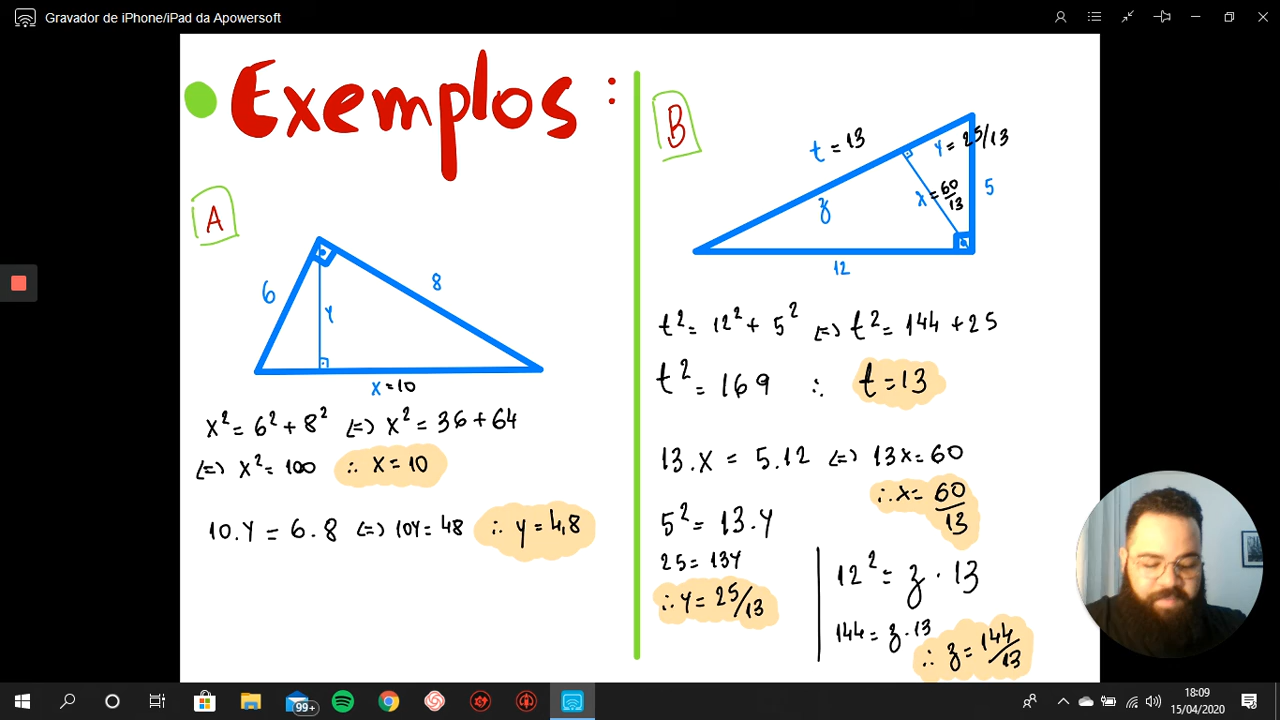 Gravador de iPhone/iPad da Apowersoft
Exemplos :
A
6
8
Y
x = 10
x² = 6² + 8² (=) x² = 36 + 64
(=) x² = 100 ∴ x = 10
10.Y = 6.8 (=) 10Y = 48 ∴ y = 4,8
B
t = 13
y = 25/13
x = 60/13
5
z
12
t² = 12² + 5² (=) t² = 144 + 25
t² = 169 ∴ t = 13
13.x = 5.12 (=) 13x = 60
∴ x = 60/13
5² = 13.Y
25 = 13Y
∴ Y = 25/13
12² = z . 13
144 = z . 13
∴ z = 144/13
99+
18:09
15/04/2020